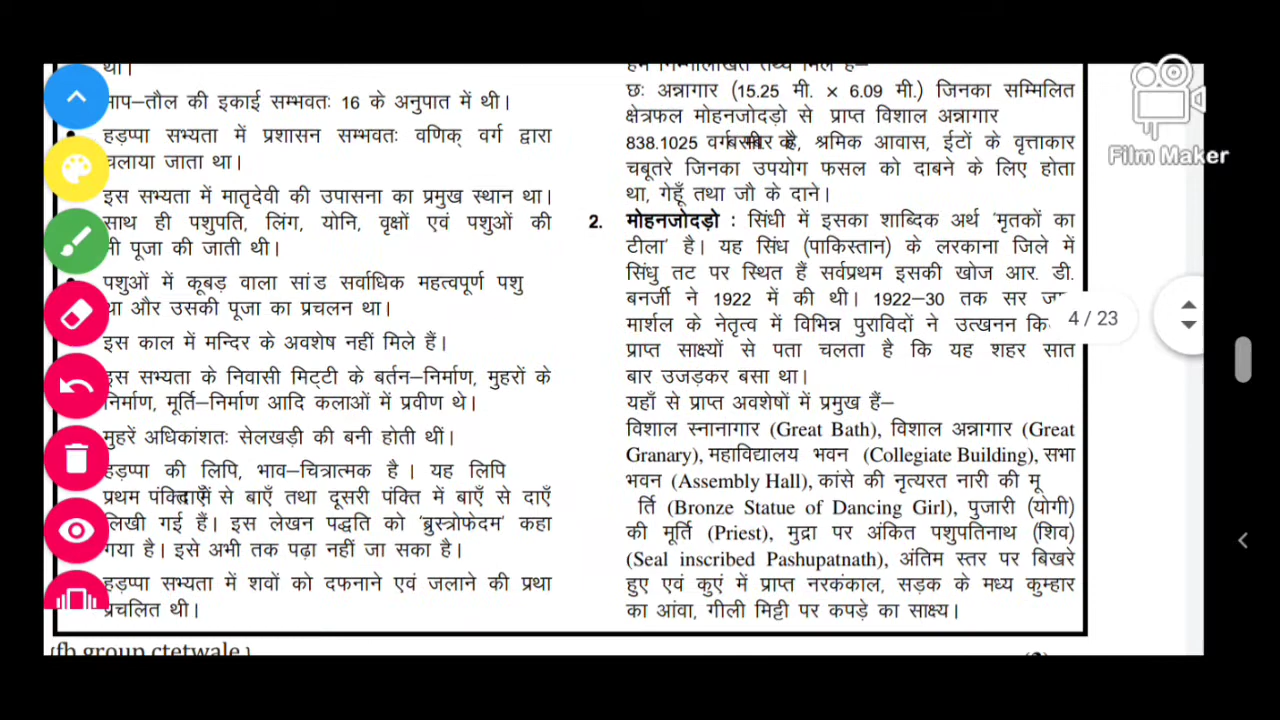 था।
माप–तौल की इकाई सम्भवतः 16 के अनुपात में थी।
हड़प्पा सभ्यता में प्रशासन सम्भवतः वणिक् वर्ग द्वारा
चलाया जाता था।
इस सभ्यता में मातृदेवी की उपासना का प्रमुख स्थान था।
साथ ही पशुपति, लिंग, योनि, वृक्षों एवं पशुओं की
भी पूजा की जाती थी।
पशुओं में कूबड़ वाला सांड सर्वाधिक महत्वपूर्ण पशु
था और उसकी पूजा का प्रचलन था।
इस काल में मन्दिर के अवशेष नहीं मिले हैं।
इस सभ्यता के निवासी मिट्टी के बर्तन–निर्माण, मुहरों के
निर्माण, मूर्ति–निर्माण आदि कलाओं में प्रवीण थे।
मुहरें अधिकांशतः सेलखड़ी की बनी होती थीं।
हड़प्पा की लिपि, भाव–चित्रात्मक है । यह लिपि
प्रथम पंक्ति में दाएँ से बाएँ तथा दूसरी पंक्ति में बाएँ से दाएँ
लिखी गई हैं। इस लेखन पद्धति को ‘ब्रुस्त्रोफेदम’ कहा
गया है। इसे अभी तक पढ़ा नहीं जा सका है।
हड़प्पा सभ्यता में शवों को दफनाने एवं जलाने की प्रथा
प्रचलित थी।
{fb group ctetwale }
हमें निम्नलिखित तथ्य मिले हैं–
छः अन्नागार (15.25 मी. × 6.09 मी.) जिनका सम्मिलित
क्षेत्रफल मोहनजोदड़ो से प्राप्त विशाल अन्नागार
838.1025 वर्ग है, श्रमिक आवास, ईटों के वृत्ताकार
चबूतरे जिनका उपयोग फसल को दाबने के लिए होता
था, गेहूँ तथा जौ के दाने।
2. मोहनजोदड़ो : सिंधी में इसका शाब्दिक अर्थ ‘मृतकों का
टीला’ है। यह सिंध (पाकिस्तान) के लरकाना जिले में
सिंधु तट पर स्थित हैं सर्वप्रथम इसकी खोज आर. डी.
बनर्जी ने 1922 में की थी। 1922–30 तक सर
मार्शल के नेतृत्व में विभिन्न पुराविदों ने उत्खनन
प्राप्त साक्ष्यों से पता चलता है कि यह शहर सात
बार उजड़कर बसा था।
यहाँ से प्राप्त अवशेषों में प्रमुख हैं–
विशाल स्नानागार (Great Bath), विशाल अन्नागार (Great
Granary), महाविद्यालय भवन (Collegiate Building), सभा
भवन (Assembly Hall), कांसे की नृत्यरत नारी की मू
र्ति (Bronze Statue of Dancing Girl), पुजारी (योगी)
की मूर्ति (Priest), मुद्रा पर अंकित पशुपतिनाथ (शिव)
(Seal inscribed Pashupatnath), अंतिम स्तर पर बिखरे
हुए एवं कुएं में प्राप्त नरकंकाल, सड़क के मध्य कुम्हार
का आंवा, गीली मिट्टी पर कपड़े का साक्ष्य।
4 / 23
Film Maker